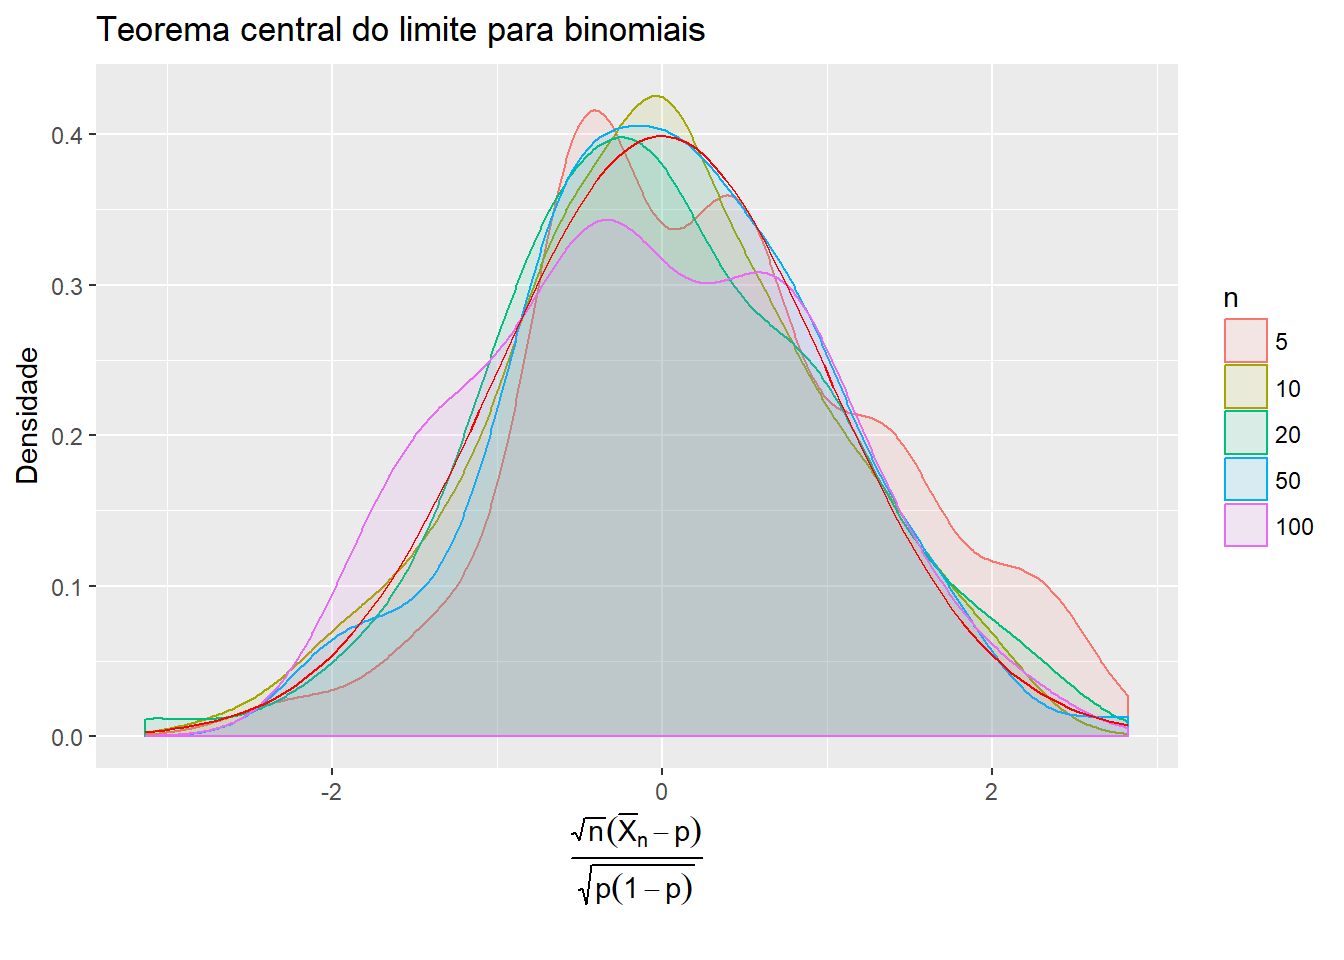 Teorema central do limite para binomiais
Densidade
0.4
0.3
0.2
0.1
0.0
-2 0 2
√n(X̅n−p)
√p(1−p)
n
5
10
20
50
100